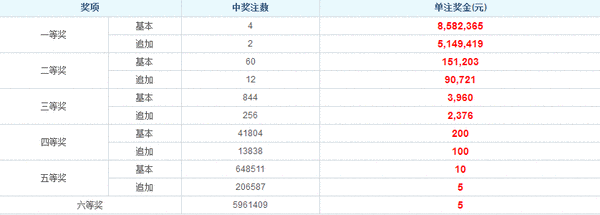 奖项 中奖注数 单注奖金(元)
一等奖 基本 4 8,582,365
追加 2 5,149,419
二等奖 基本 60 151,203
追加 12 90,721
三等奖 基本 844 3,960
追加 256 2,376
四等奖 基本 41804 200
追加 13838 100
五等奖 基本 648511 10
追加 206587 5
六等奖 5961409 5